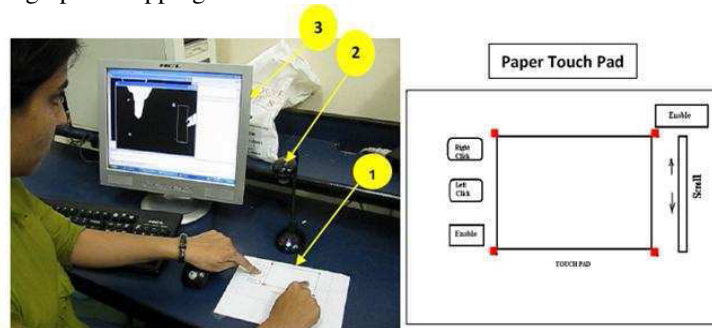 3
2
HCL
1
Paper Touch Pad
Enable
Right
Click
Left
Click
Enable
Scroll
TOUCH PAD